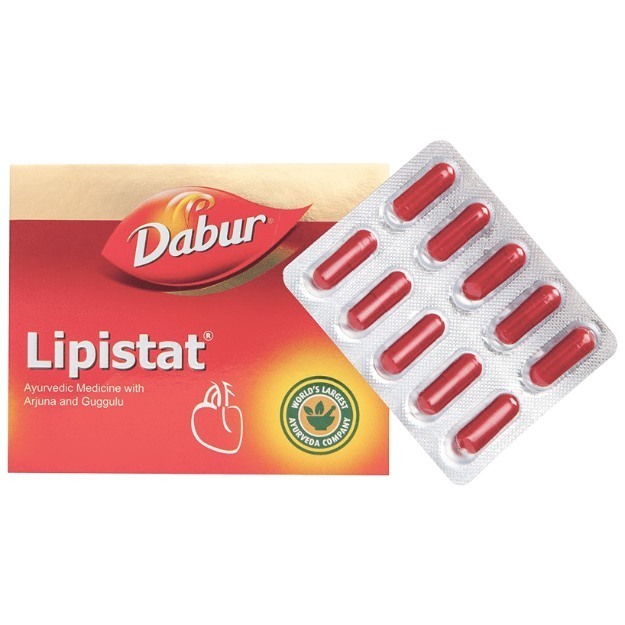 Dabur
Lipistat®
Ayurvedic Medicine with
Arjuna and Guggulu
WORLD'S LARGEST
AYURVEDA COMPANY